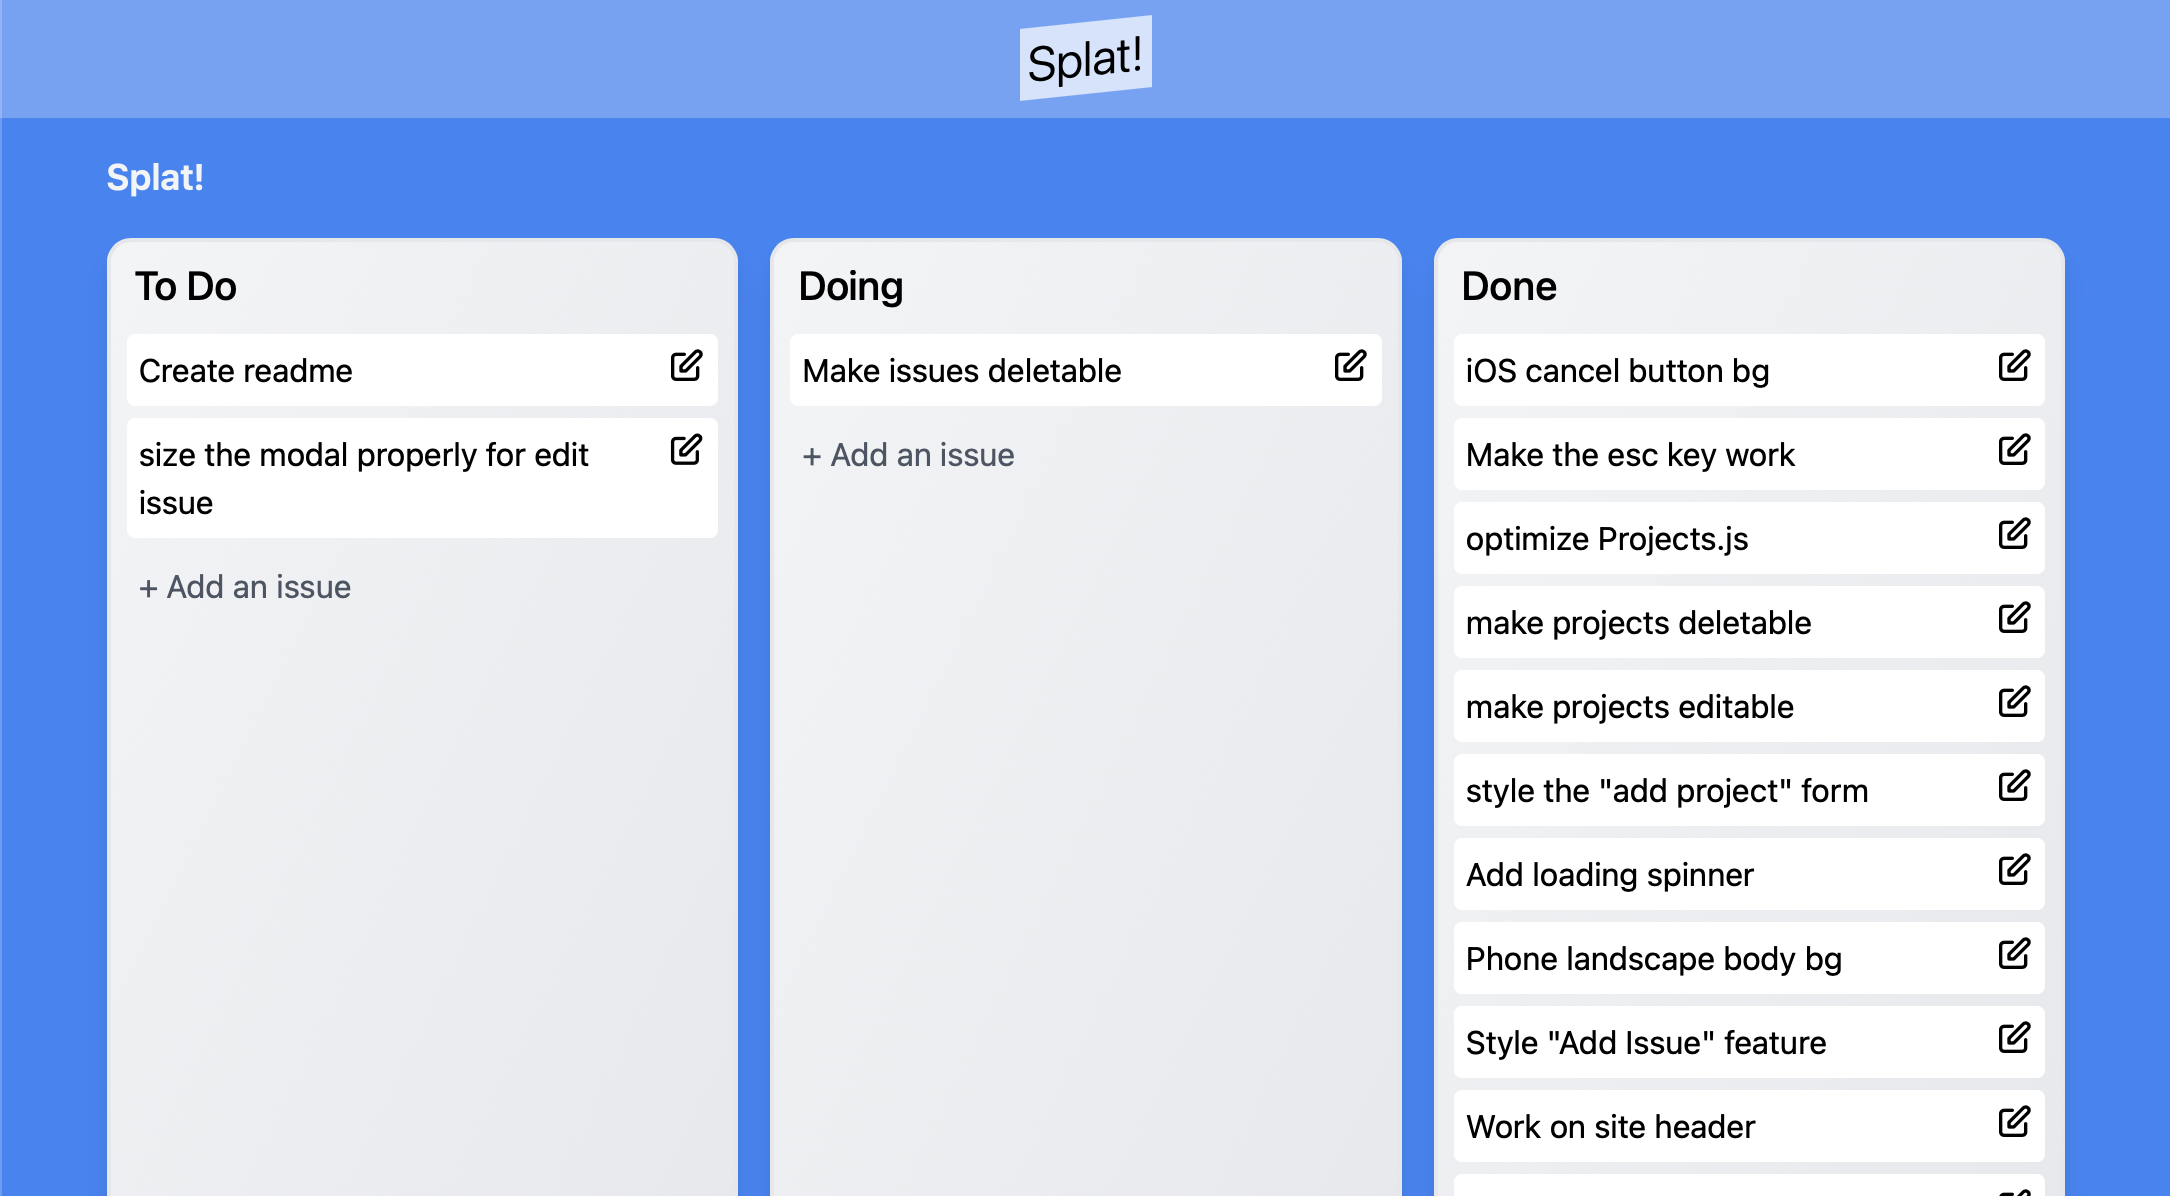 Splat!
Splat!
To Do
Create readme
size the modal properly for edit
issue
+ Add an issue
Doing
Make issues deletable
+ Add an issue
Done
iOS cancel button bg
Make the esc key work
optimize Projects.js
make projects deletable
make projects editable
style the "add project" form
Add loading spinner
Phone landscape body bg
Style "Add Issue" feature
Work on site header